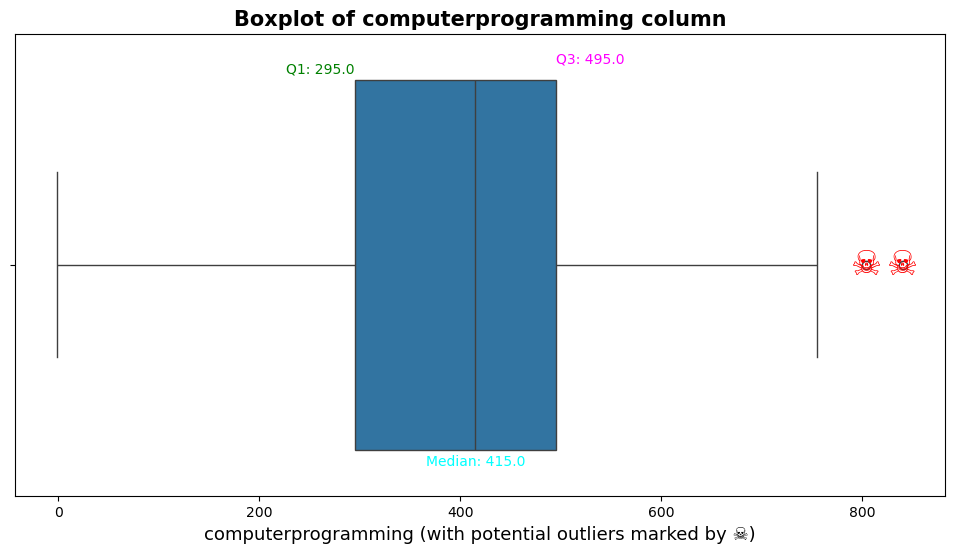 Boxplot of computerprogramming column
Q3: 495.0
Q1: 295.0
☠ ☠
Median: 415.0
0 200 400 600 800
computerprogramming (with potential outliers marked by ☠)